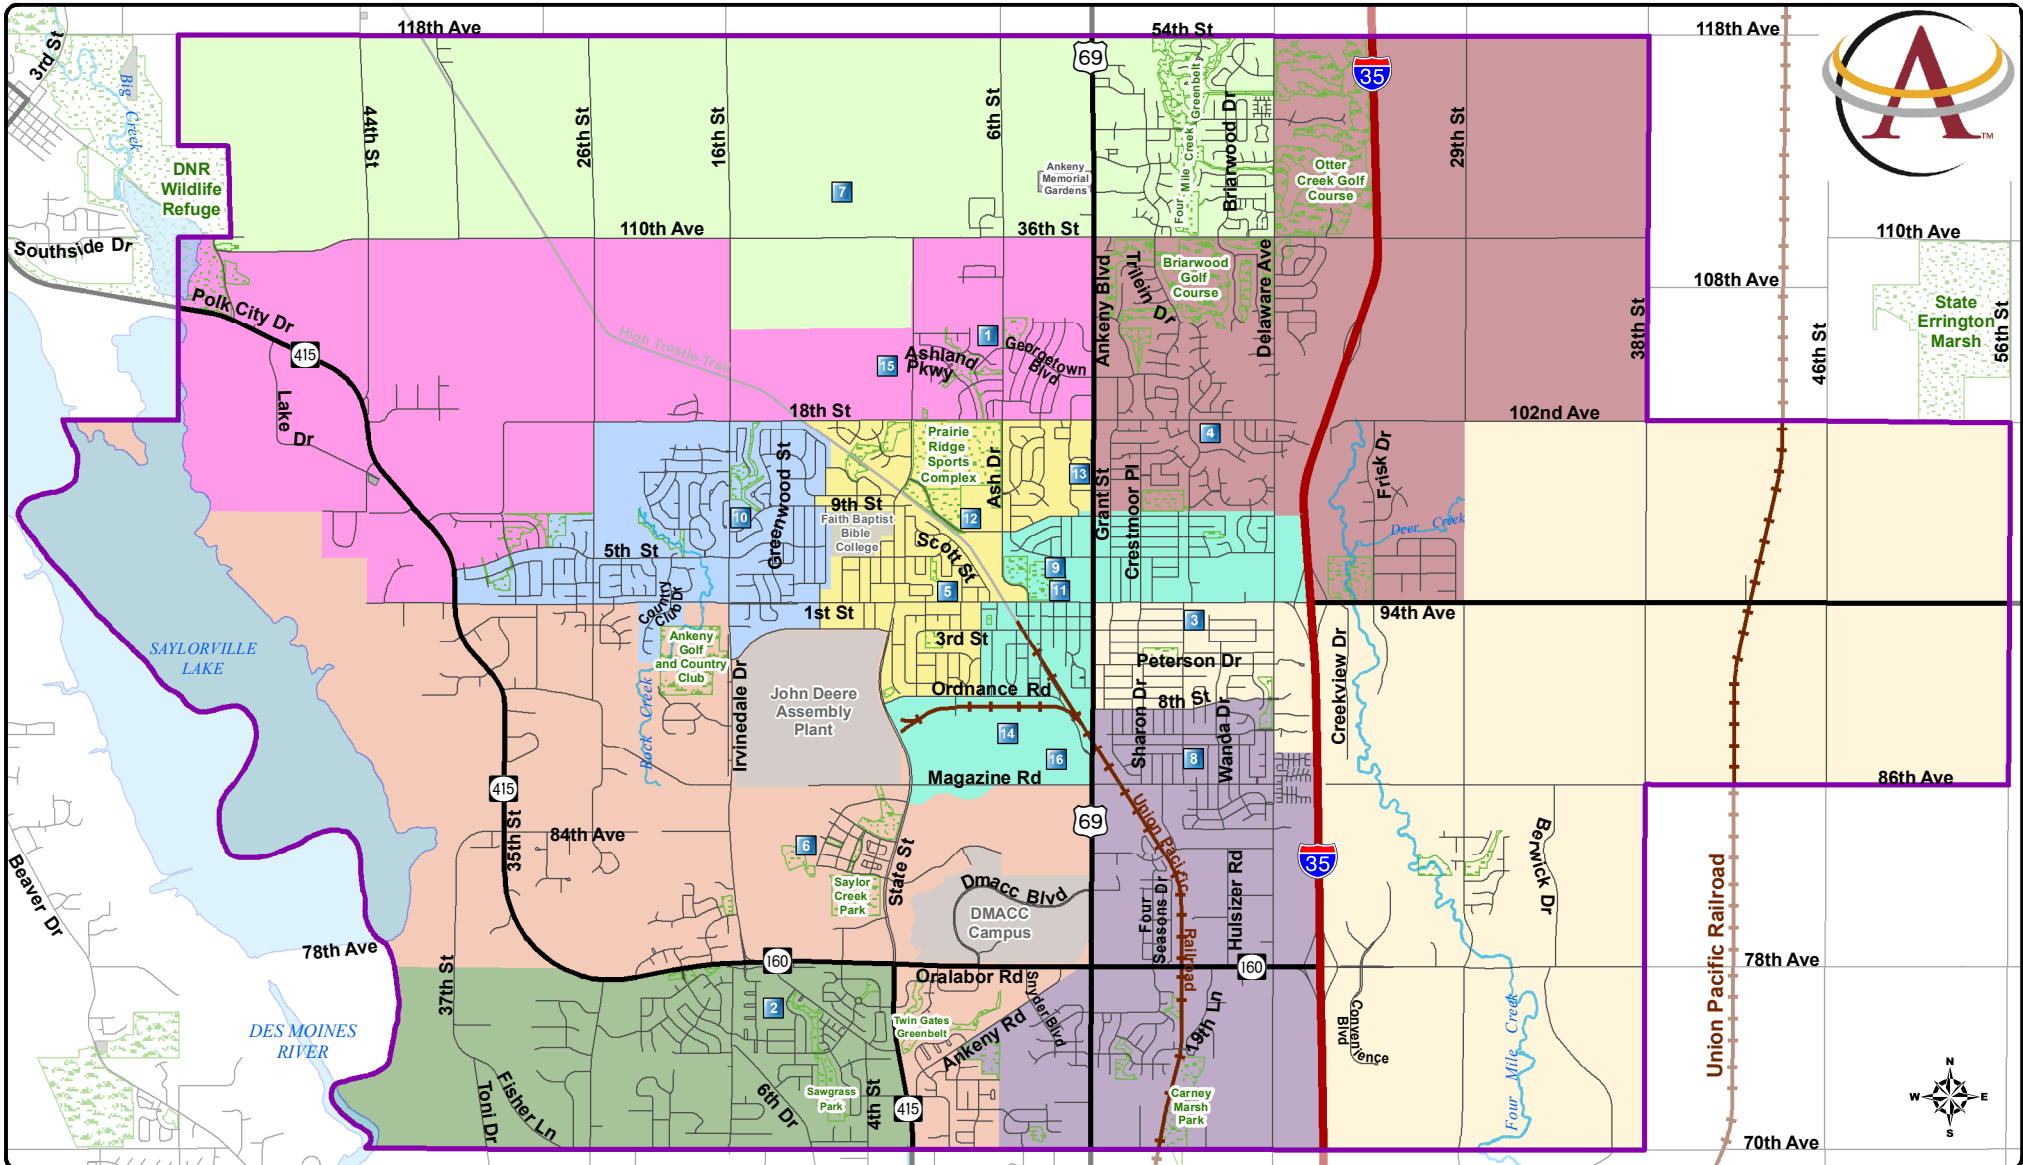 118th Ave
54th St
118th Ave
3rd St
69
35
TM
Big Creek
44th St
26th St
16th St
6th St
Four Mile Creek Greenbelt
Briarwood Dr
29th St
DNR
Wildlife
Refuge
7
Ankeny
Memorial
Gardens
Otter
Creek Golf
Course
Southside Dr
110th Ave
36th St
110th Ave
Polk City Dr
415
Ankeny Blvd
Trilein Dr
Briarwood
Golf
Course
Delaware Ave
108th Ave
State
Errington
Marsh
38th St
46th St
56th St
High Trestle Trail
1
15
Ashland
Pkwy
Georgetown
Blvd
Lake Dr
18th St
102nd Ave
Prairie
Ridge
Sports
Complex
4
13
Greenwood St
Ash Dr
Grant St
Crestmoor Pl
Frisk Dr
9th St
10
12
Faith Baptist
Bible
College
Deer Creek
5th St
Scott St
9
5
11
Country
Club Dr
1st St
3
94th Ave
SAYLORVILLE
LAKE
Ankeny
Golf
and Country
Club
3rd St
Peterson Dr
Creekview Dr
Rock Creek
Irvinedale Dr
John Deere
Assembly
Plant
Ordnance Rd
Sharon Dr
8th St
Wanda Dr
14
16
8
Magazine Rd
86th Ave
415
35th St
84th Ave
69
Union Pacific Railroad
35
6
State St
Saylor
Creek
Park
Dmacc Blvd
DMACC
Campus
Four
Seasons Dr
Hulsizer Rd
Berwick Dr
Beaver Dr
Union Pacific Railroad
78th Ave
160
160
78th Ave
37th St
Oralabor Rd
Snyder Blvd
2
Twin Gates
Greenbelt
Ankeny Rd
19th Ln
Convenience
Blvd
Four Mile Creek
DES MOINES
RIVER
Toni Dr
Fisher Ln
6th Dr
Sawgrass
Park
4th St
415
Carney
Marsh
Park
N
W
E
S
70th Ave